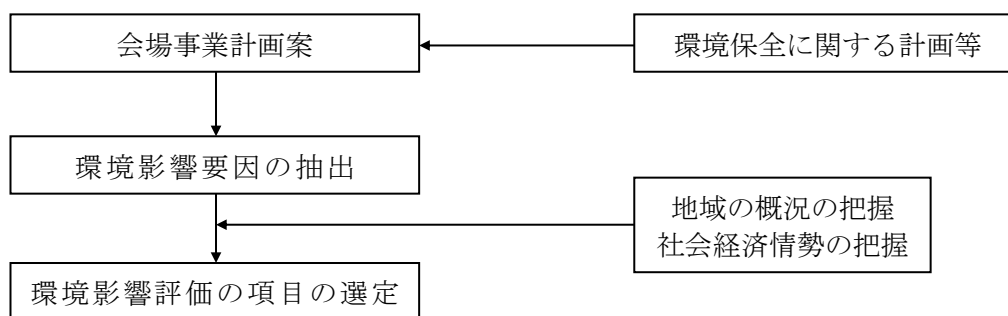 会場事業計画案
環境保全に関する計画等
環境影響要因の抽出
地域の概況の把握
社会経済情勢の把握
環境影響評価の項目の選定